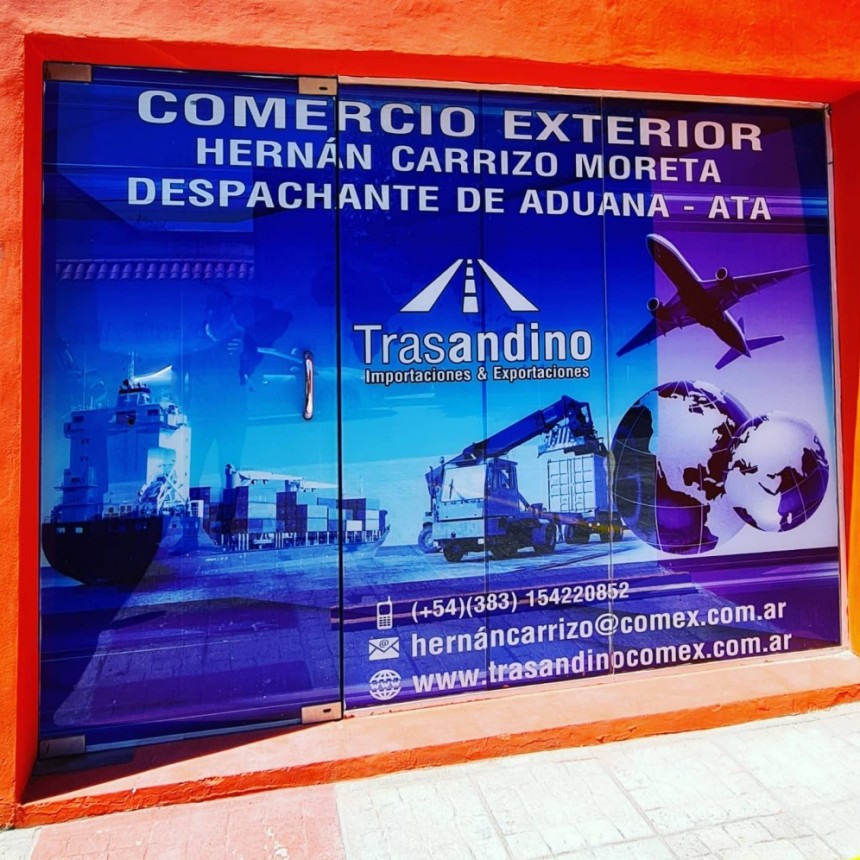 COMERCIO EXTERIOR
HERNÁN CARRIZO MORETA
DESPACHANTE DE ADUANA - ATA
Trasandino
Importaciones & Exportaciones
(+54)(383) 154220852
hernáncarrizo@comex.com.ar
www.trasandinocomex.com.ar